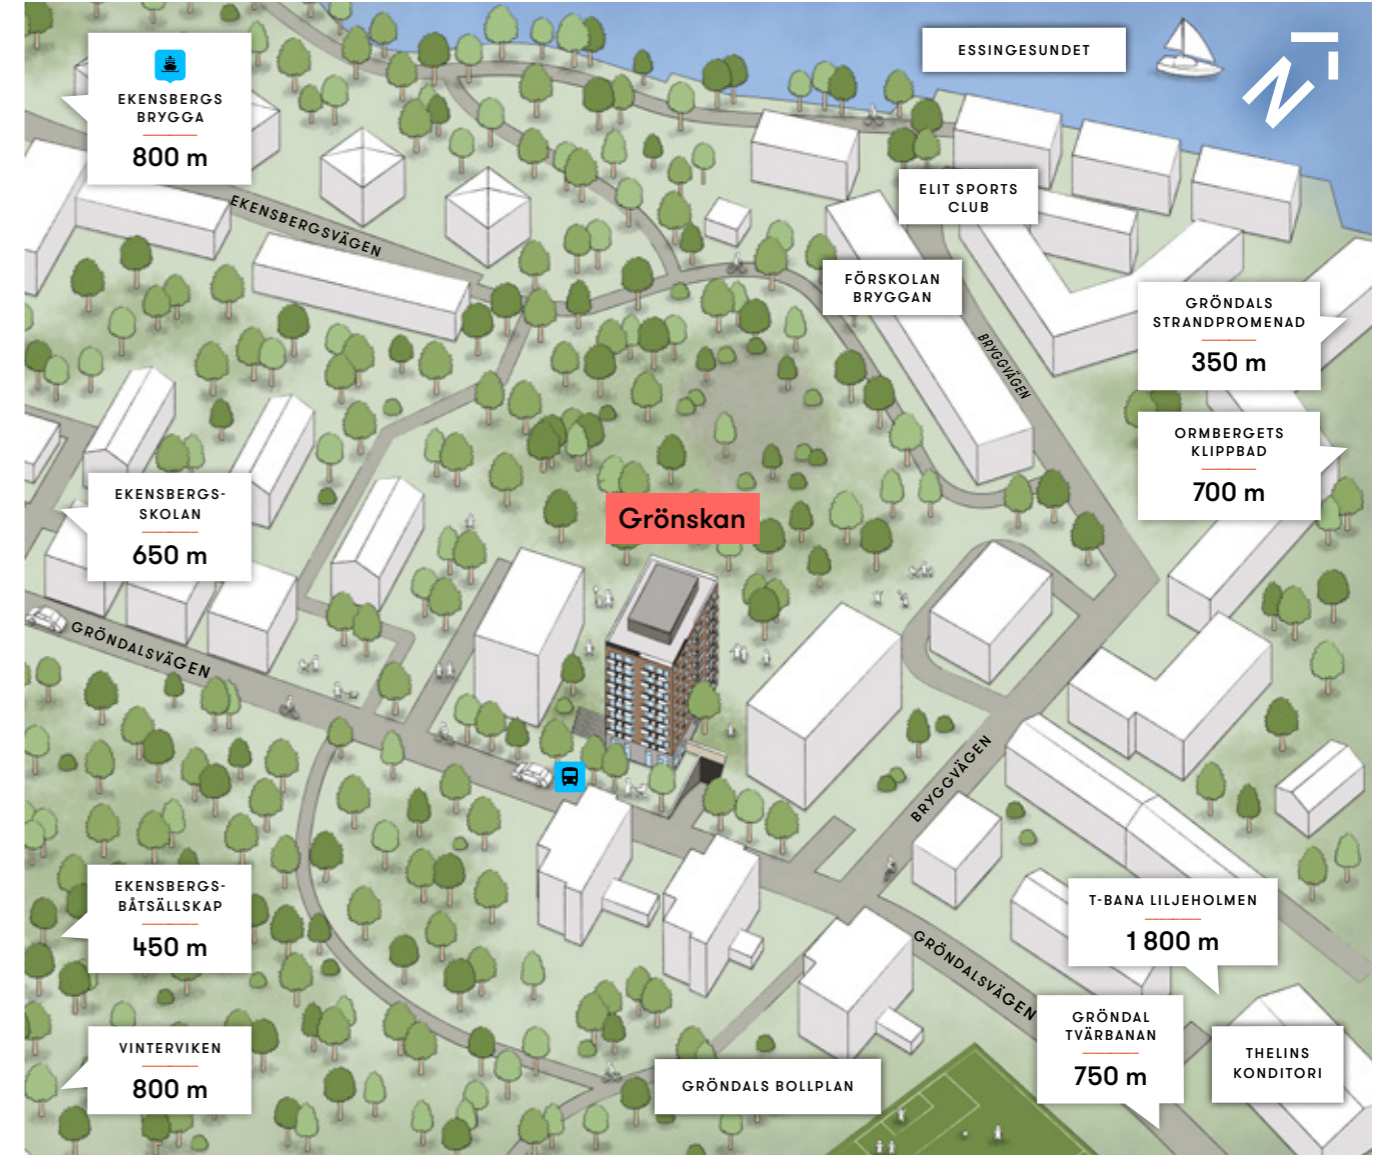 ESSINGESUNDET
N
EKENSBERGS
BRYGGA
800 m
ELIT SPORTS
CLUB
EKENSBERGSVÄGEN
FÖRSKOLAN
BRYGGAN
GRÖNDALS
STRANDPROMENAD
350 m
BRYGGVÄGEN
ORMBERGETS
KLIPPBAD
700 m
EKENSBERGS-
SKOLAN
650 m
Grönskan
GRÖNDALSVÄGEN
BRYGGVÄGEN
EKENSBERGS-
BÅTSÄLLSKAP
450 m
T-BANA LILJEHOLMEN
1 800 m
GRÖNDALSVÄGEN
VINTERVIKEN
800 m
GRÖNDALS BOLLPLAN
GRÖNDAL
TVÄRBANAN
750 m
THELINS
KONDITORI